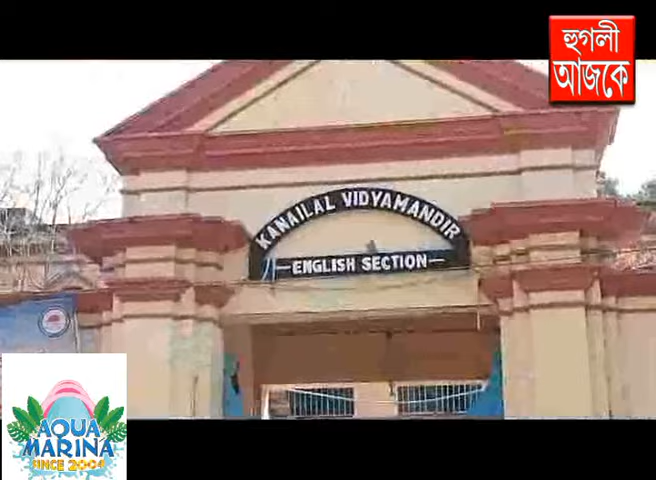 হুগলী
আজকে
KANAILAL VIDYAMANDIR
ENGLISH SECTION
AQUA
MARINA
SINCE 2004